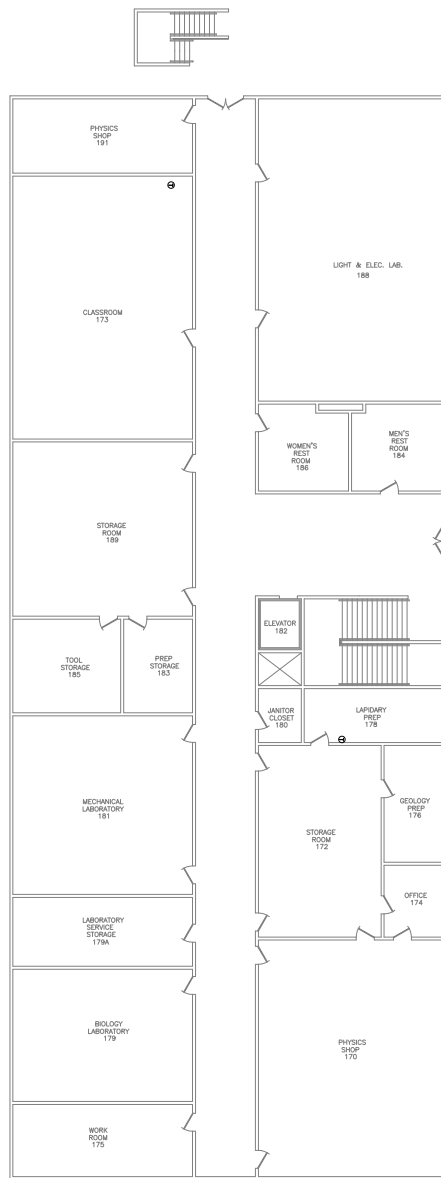 PHYSICS
SHOP
191
LIGHT & ELEC. LAB.
188
CLASSROOM
173
WOMEN'S
REST
ROOM
186
MEN'S
REST
ROOM
184
STORAGE
ROOM
189
ELEVATOR
182
TOOL
STORAGE
185
PREP
STORAGE
183
JANITOR
CLOSET
180
LAPIDARY
PREP
178
MECHANICAL
LABORATORY
181
GEOLOGY
PREP
176
STORAGE
ROOM
172
OFFICE
174
LABORATORY
SERVICE
STORAGE
179A
BIOLOGY
LABORATORY
179
PHYSICS
SHOP
170
WORK
ROOM
175